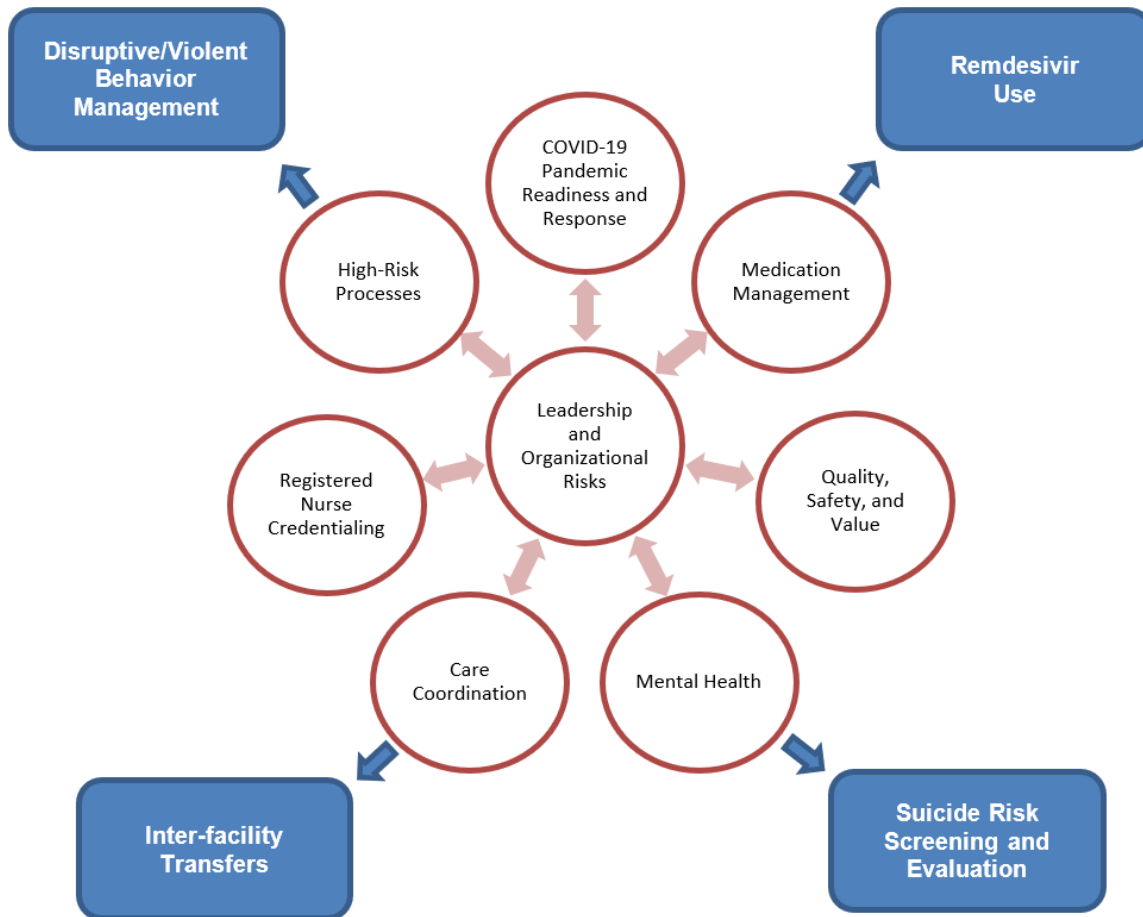 Disruptive/Violent
Behavior
Management
Remdesivir
Use
COVID-19
Pandemic
Readiness and
Response
High-Risk
Processes
Medication
Management
Leadership
and
Organizational
Risks
Registered
Nurse
Credentialing
Quality,
Safety, and
Value
Care
Coordination
Mental Health
Inter-facility
Transfers
Suicide Risk
Screening and
Evaluation